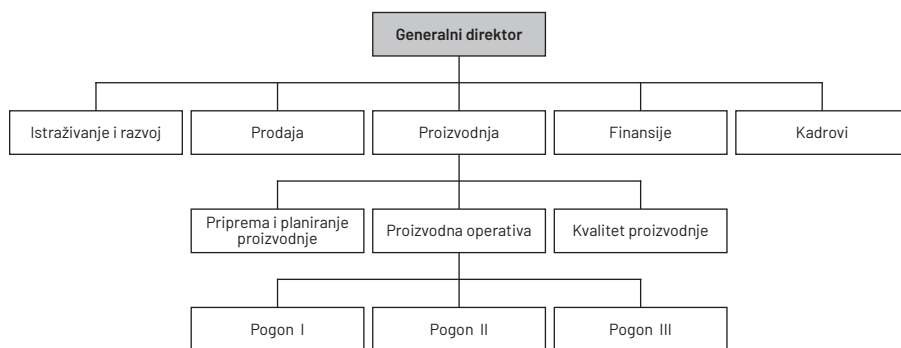 Generalni direktor
Istraživanje i razvoj
Prodaja
Proizvodnja
Finansije
Kadrovi
Priprema i planiranje
proizvodnje
Proizvodna operativa
Kvalitet proizvodnje
Pogon I
Pogon II
Pogon III